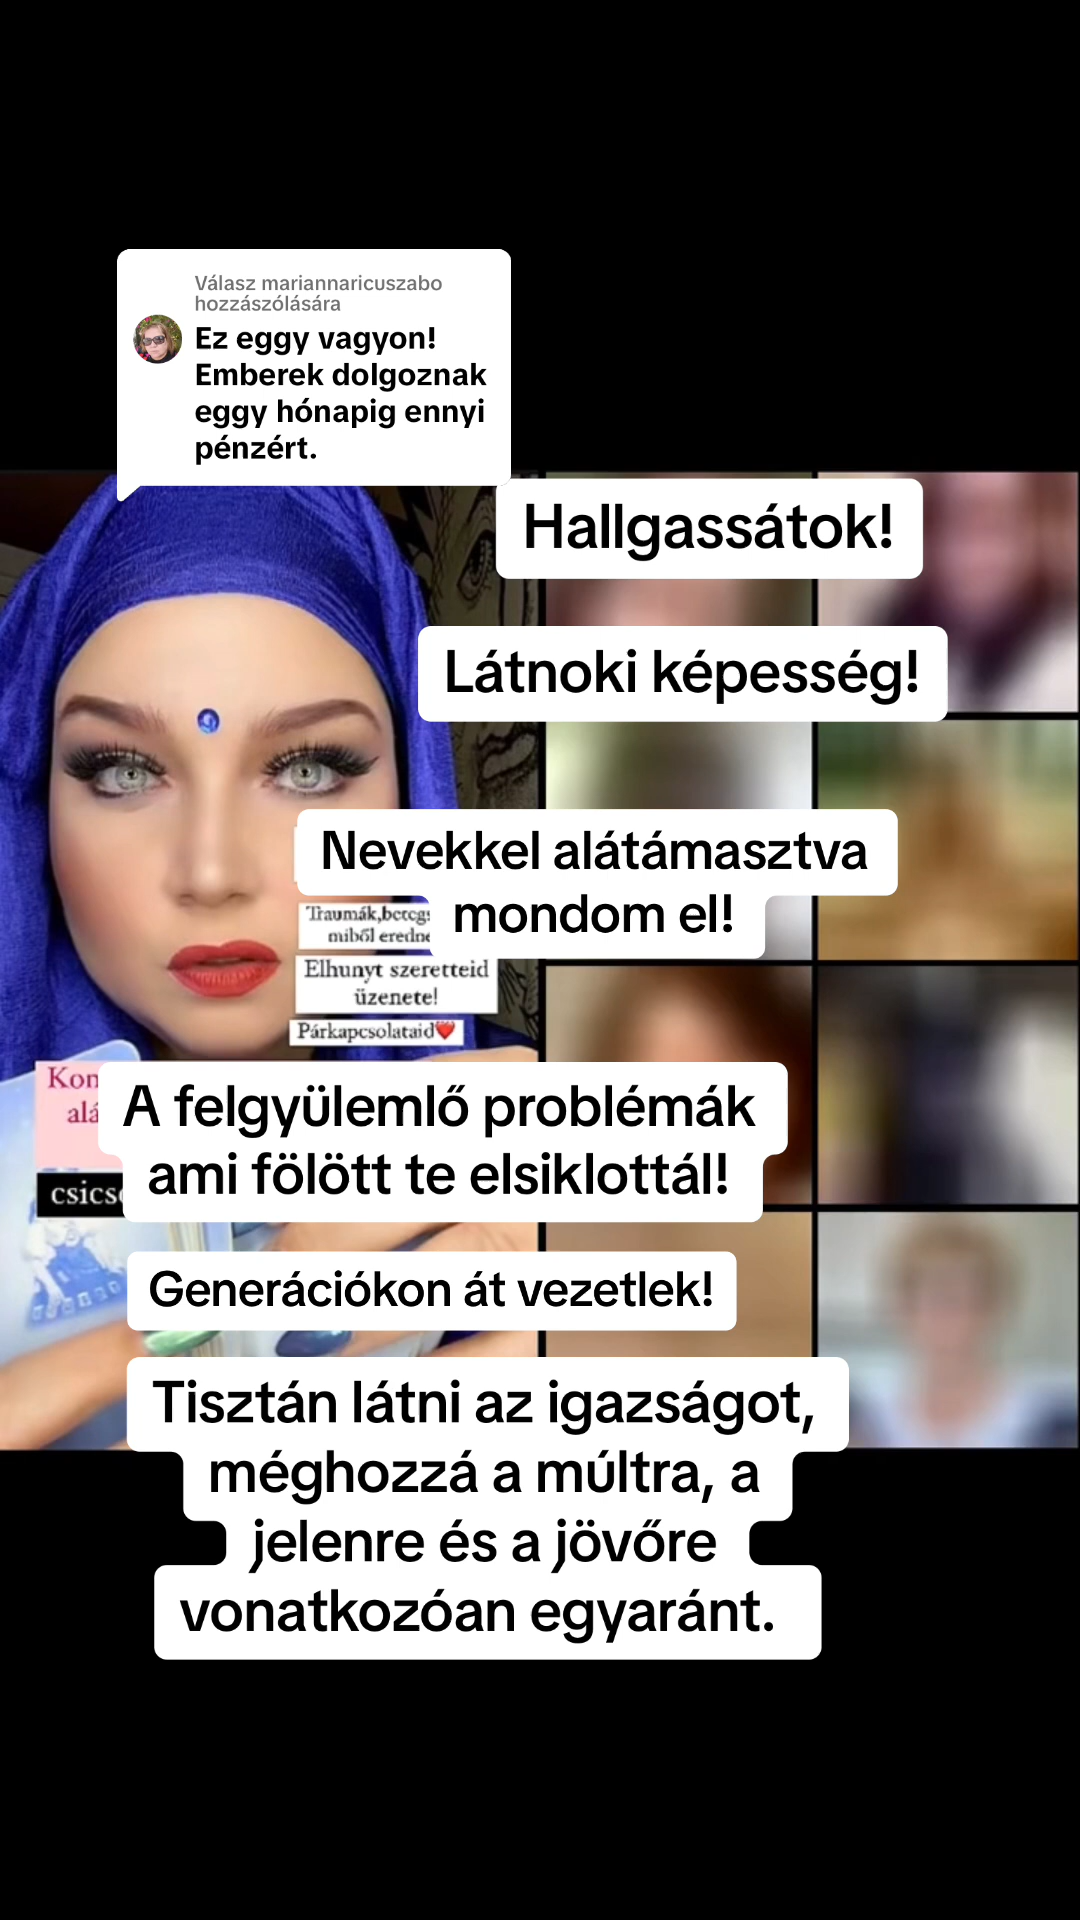 Válasz mariannaricuszabo
hozzászólására
Ez eggy vagyon!
Emberek dolgoznak
eggy hónapig ennyi
pénzért.
Hallgassátok!
Látnoki képesség!
Nevekkel alátámasztva
mondom el!
miből
Elhunyt szeretteid
üzenete!
Párkapcsolataid❤️
A felgyülemlő problémák
ami fölött te elsiklottál!
Generációkon át vezetlek!
Tisztán látni az igazságot,
méghozzá a múltra, a
jelenre és a jövőre
vonatkozóan egyaránt.